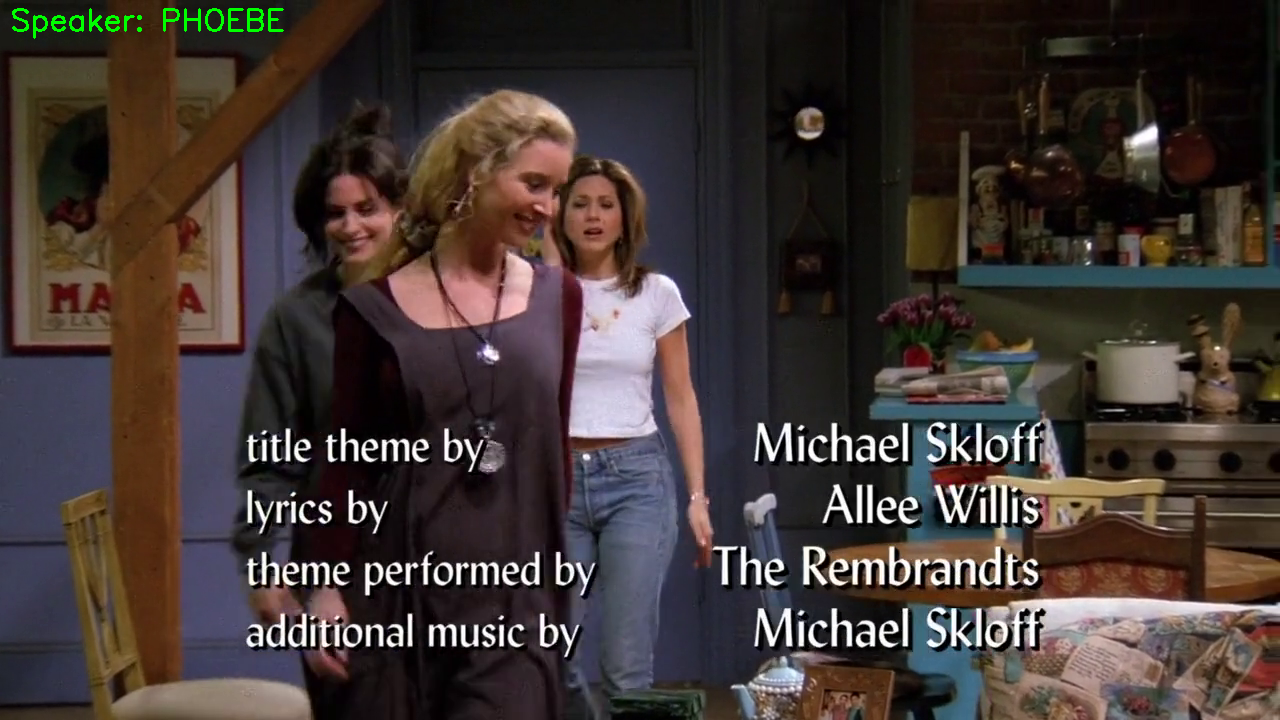 Speaker: PHOEBE
title theme by Michael Skloff
lyrics by Allee Willis
theme performed by The Rembrandts
additional music by Michael Skloff